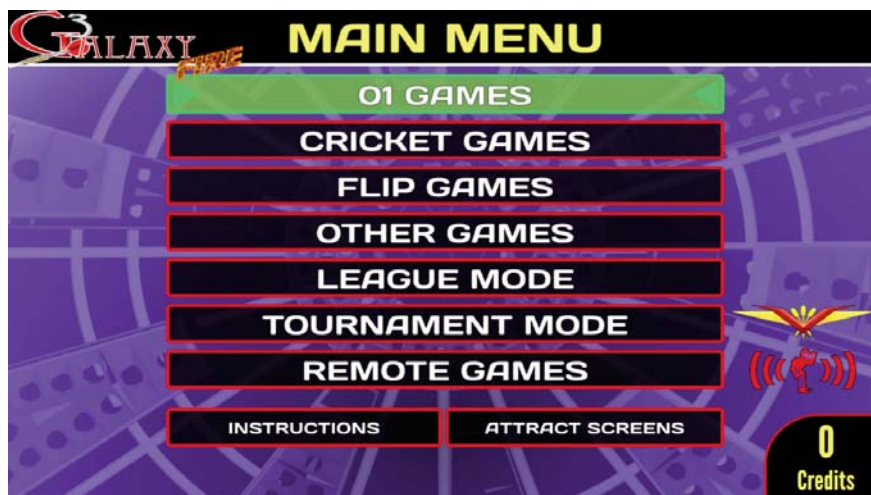 G3 GALAXY FIRE
MAIN MENU
01 GAMES
CRICKET GAMES
FLIP GAMES
OTHER GAMES
LEAGUE MODE
TOURNAMENT MODE
REMOTE GAMES
INSTRUCTIONS
ATTRACT SCREENS
0
Credits